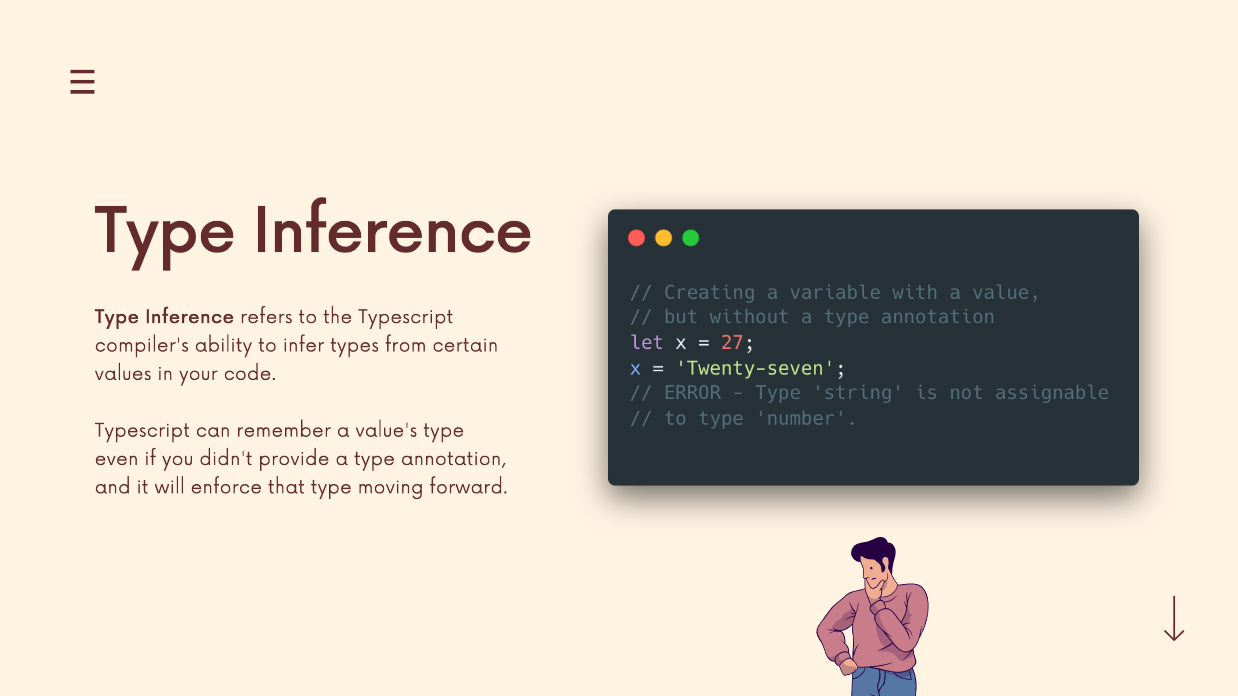 Type Inference
Type Inference refers to the Typescript
compiler's ability to infer types from certain
values in your code.
Typescript can remember a value's type
even if you didn't provide a type annotation,
and it will enforce that type moving forward.
// Creating a variable with a value,
// but without a type annotation
let x = 27;
x = 'Twenty-seven';
// ERROR - Type 'string' is not assignable
// to type 'number'.